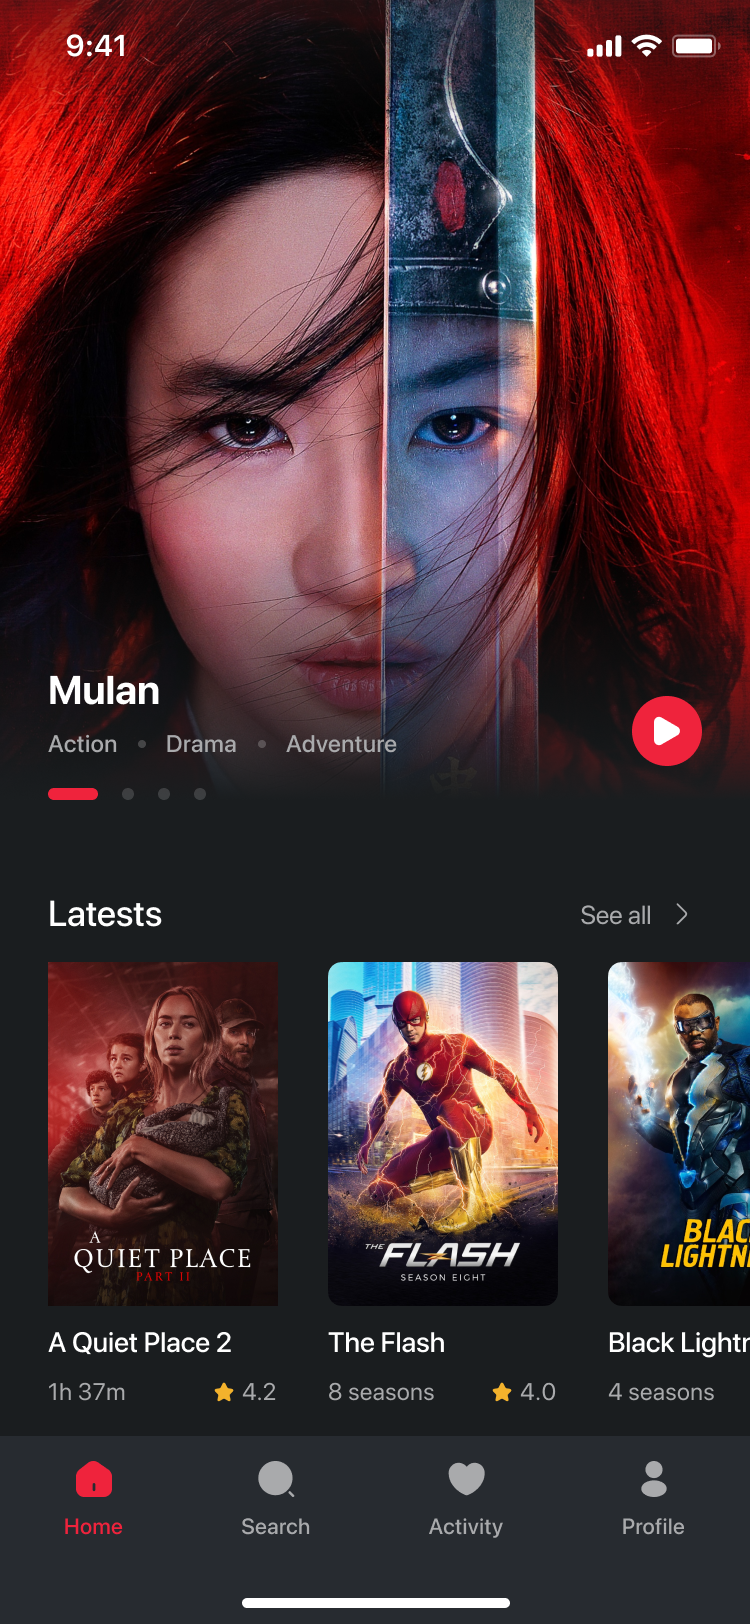 9:41
Mulan
Action • Drama • Adventure
Latests
See all
A
QUIET PLACE
PART II
THE FLASH
SEASON EIGHT
BLAC
LIGHTN
A Quiet Place 2
The Flash
Black Lightr
1h 37m
4.2
8 seasons
4.0
4 seasons
Home
Search
Activity
Profile